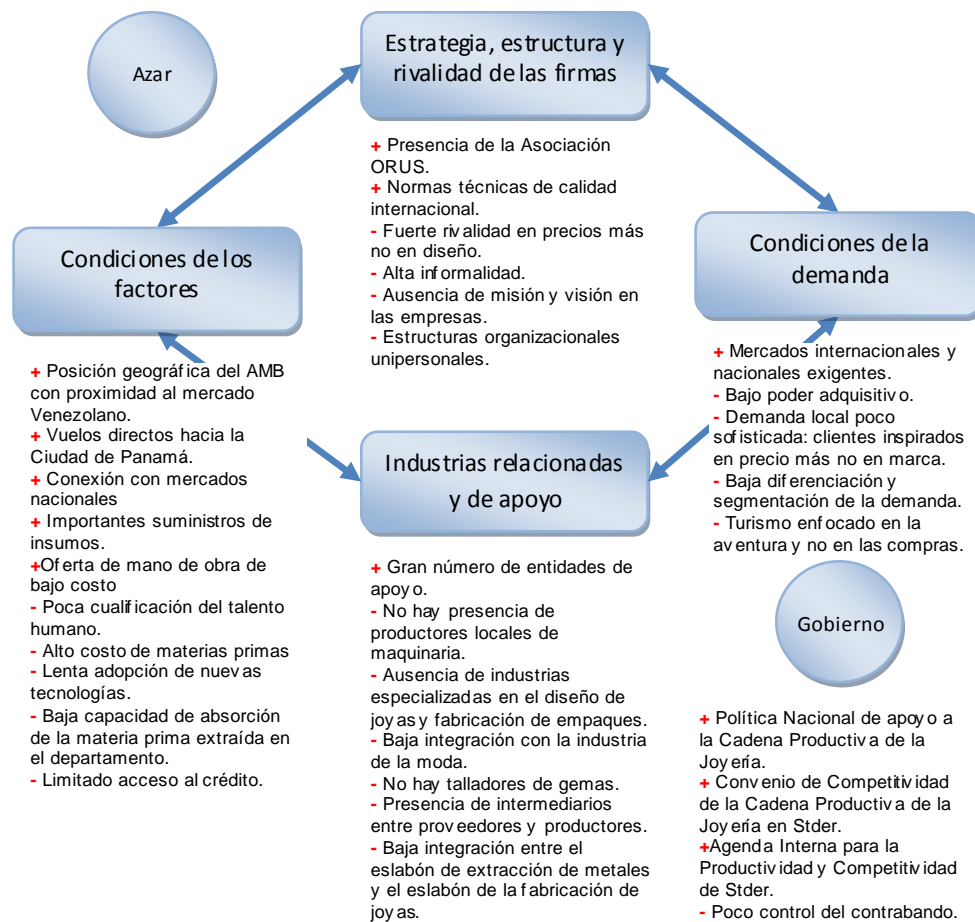 Azar
Estrategia, estructura y
rivalidad de las firmas
+ Presencia de la Asociación
ORUS.
+ Normas técnicas de calidad
internacional.
- Fuerte rivalidad en precios más
no en diseño.
- Alta informalidad.
- Ausencia de misión y visión en
las empresas.
- Estructuras organizacionales
unipersonales.
Condiciones de los
factores
+ Posición geográfica del AMB
con proximidad al mercado
Venezolano.
+ Vuelos directos hacia la
Ciudad de Panamá.
+ Conexión con mercados
nacionales
+ Importantes suministros de
insumos.
+Oferta de mano de obra de
bajo costo
- Poca cualificación del talento
humano.
- Alto costo de materias primas
- Lenta adopción de nuevas
tecnologías.
- Baja capacidad de absorción
de la materia prima extraída en
el departamento.
- Limitado acceso al crédito.
Condiciones de la
demanda
+ Mercados internacionales y
nacionales exigentes.
- Bajo poder adquisitivo.
- Demanda local poco
sofisticada: clientes inspirados
en precio más no en marca.
- Baja diferenciación y
segmentación de la demanda.
- Turismo enfocado en la
aventura y no en las compras.
Industrias relacionadas
y de apoyo
+ Gran número de entidades de
apoyo.
- No hay presencia de
productores locales de
maquinaria.
- Ausencia de industrias
especializadas en el diseño de
joyas y fabricación de empaques.
- Baja integración con la industria
de la moda.
- No hay talladores de gemas.
- Presencia de intermediarios
entre proveedores y productores.
- Baja integración entre el
eslabón de extracción de metales
y el eslabón de la fabricación de
joyas.
Gobierno
+ Política Nacional de apoyo a
la Cadena Productiva de la
Joyería.
+ Convenio de Competitividad
de la Cadena Productiva de la
Joyería en Stder.
+Agenda Interna para la
Productividad y Competitividad
de Stder.
- Poco control del contrabando.